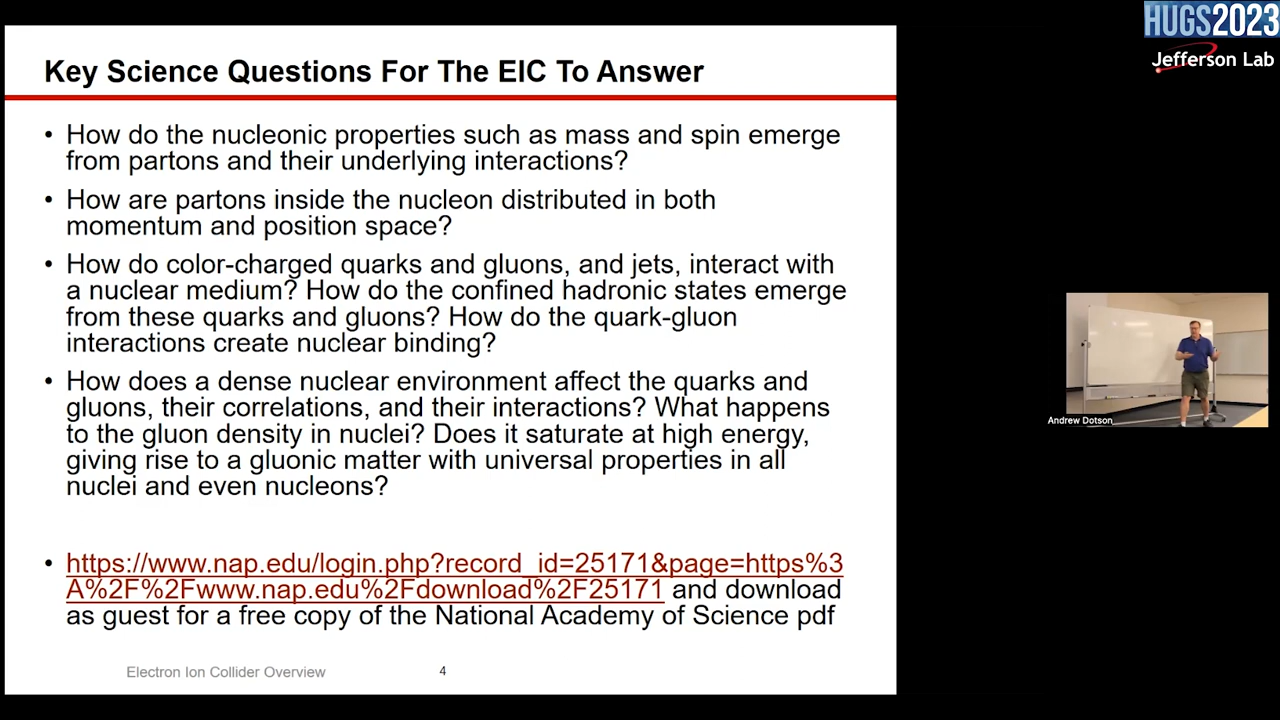 HUGS2023
Jefferson Lab
Key Science Questions For The EIC To Answer
• How do the nucleonic properties such as mass and spin emerge
from partons and their underlying interactions?
• How are partons inside the nucleon distributed in both
momentum and position space?
• How do color-charged quarks and gluons, and jets, interact with
a nuclear medium? How do the confined hadronic states emerge
from these quarks and gluons? How do the quark-gluon
interactions create nuclear binding?
• How does a dense nuclear environment affect the quarks and
gluons, their correlations, and their interactions? What happens
to the gluon density in nuclei? Does it saturate at high energy,
giving rise to a gluonic matter with universal properties in all
nuclei and even nucleons?
• https://www.nap.edu/login.php?record_id=25171&page=https%3
A%2F%2Fwww.nap.edu%2Fdownload%2F25171 and download
as guest for a free copy of the National Academy of Science pdf
Electron Ion Collider Overview
4
Andrew Dotson